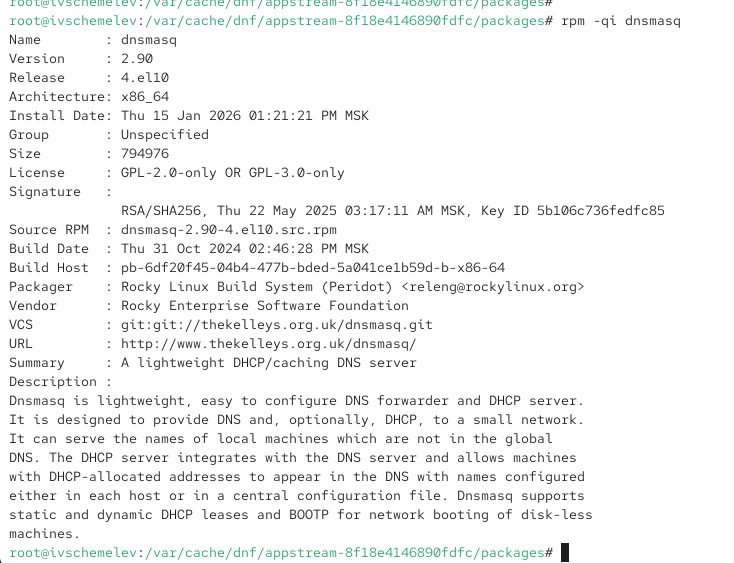 root@ivschemelev:/var/cache/dnf/appstream-8f18e4146890fdfc/packages#
root@ivschemelev:/var/cache/dnf/appstream-8f18e4146890fdfc/packages# rpm -qi dnsmasq
Name        : dnsmasq
Version     : 2.90
Release     : 4.el10
Architecture: x86_64
Install Date: Thu 15 Jan 2026 01:21:21 PM MSK
Group       : Unspecified
Size        : 794976
License     : GPL-2.0-only OR GPL-3.0-only
Signature   :
              RSA/SHA256, Thu 22 May 2025 03:17:11 AM MSK, Key ID 5b106c736fedfc85
Source RPM  : dnsmasq-2.90-4.el10.src.rpm
Build Date  : Thu 31 Oct 2024 02:46:28 PM MSK
Build Host  : pb-6df20f45-04b4-477b-bded-5a041ce1b59d-b-x86-64
Packager    : Rocky Linux Build System (Peridot) <releng@rockylinux.org>
Vendor      : Rocky Enterprise Software Foundation
VCS         : git:git://thekelleys.org.uk/dnsmasq.git
URL         : http://www.thekelleys.org.uk/dnsmasq/
Summary     : A lightweight DHCP/caching DNS server
Description :
Dnsmasq is lightweight, easy to configure DNS forwarder and DHCP server.
It is designed to provide DNS and, optionally, DHCP, to a small network.
It can serve the names of local machines which are not in the global
DNS. The DHCP server integrates with the DNS server and allows machines
with DHCP-allocated addresses to appear in the DNS with names configured
either in each host or in a central configuration file. Dnsmasq supports
static and dynamic DHCP leases and BOOTP for network booting of disk-less
machines.
root@ivschemelev:/var/cache/dnf/appstream-8f18e4146890fdfc/packages#